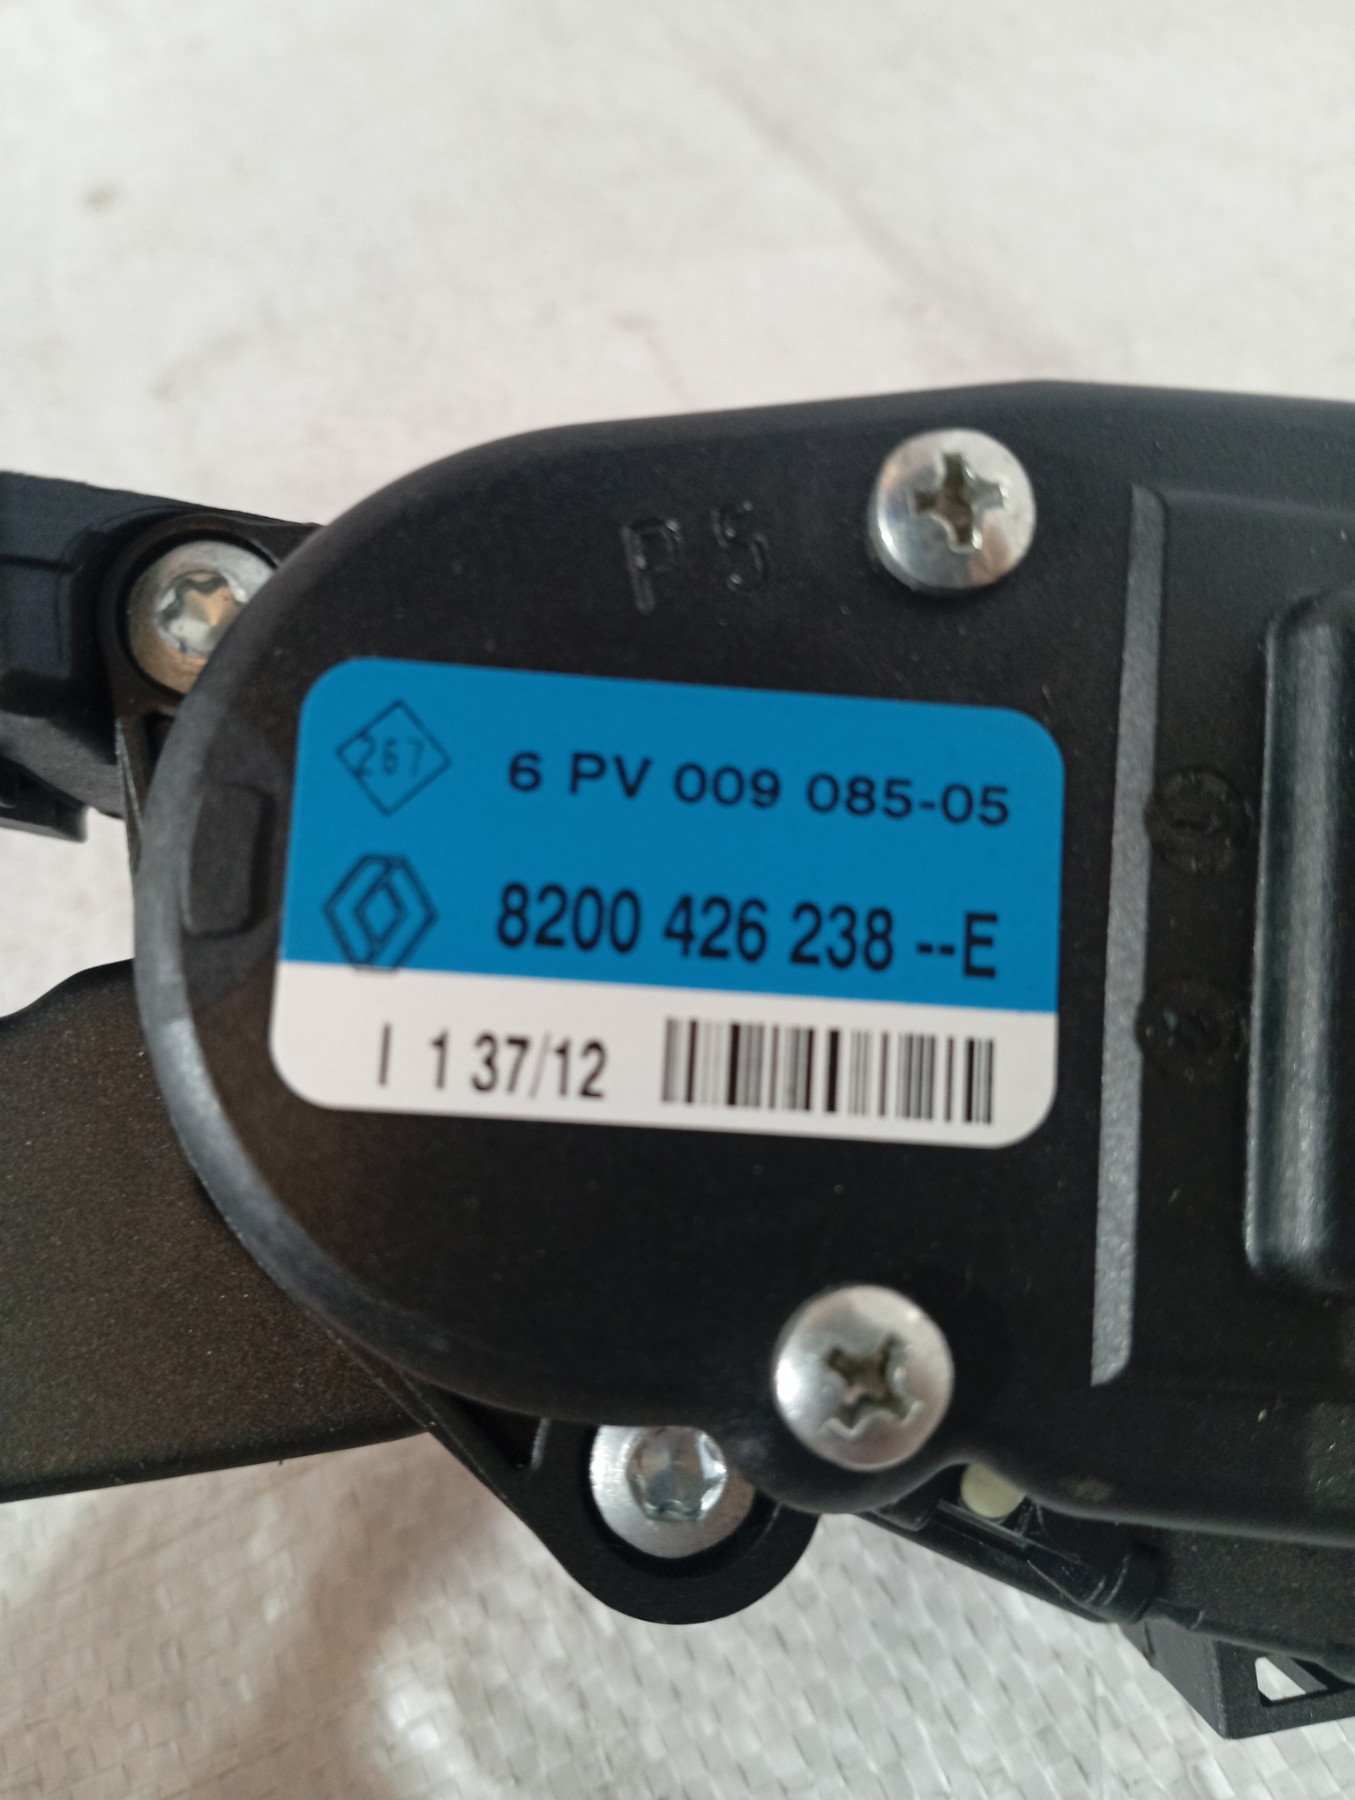 P5
267
6 PV 009 085-05
8200 426 238 --E
I 1 37/12